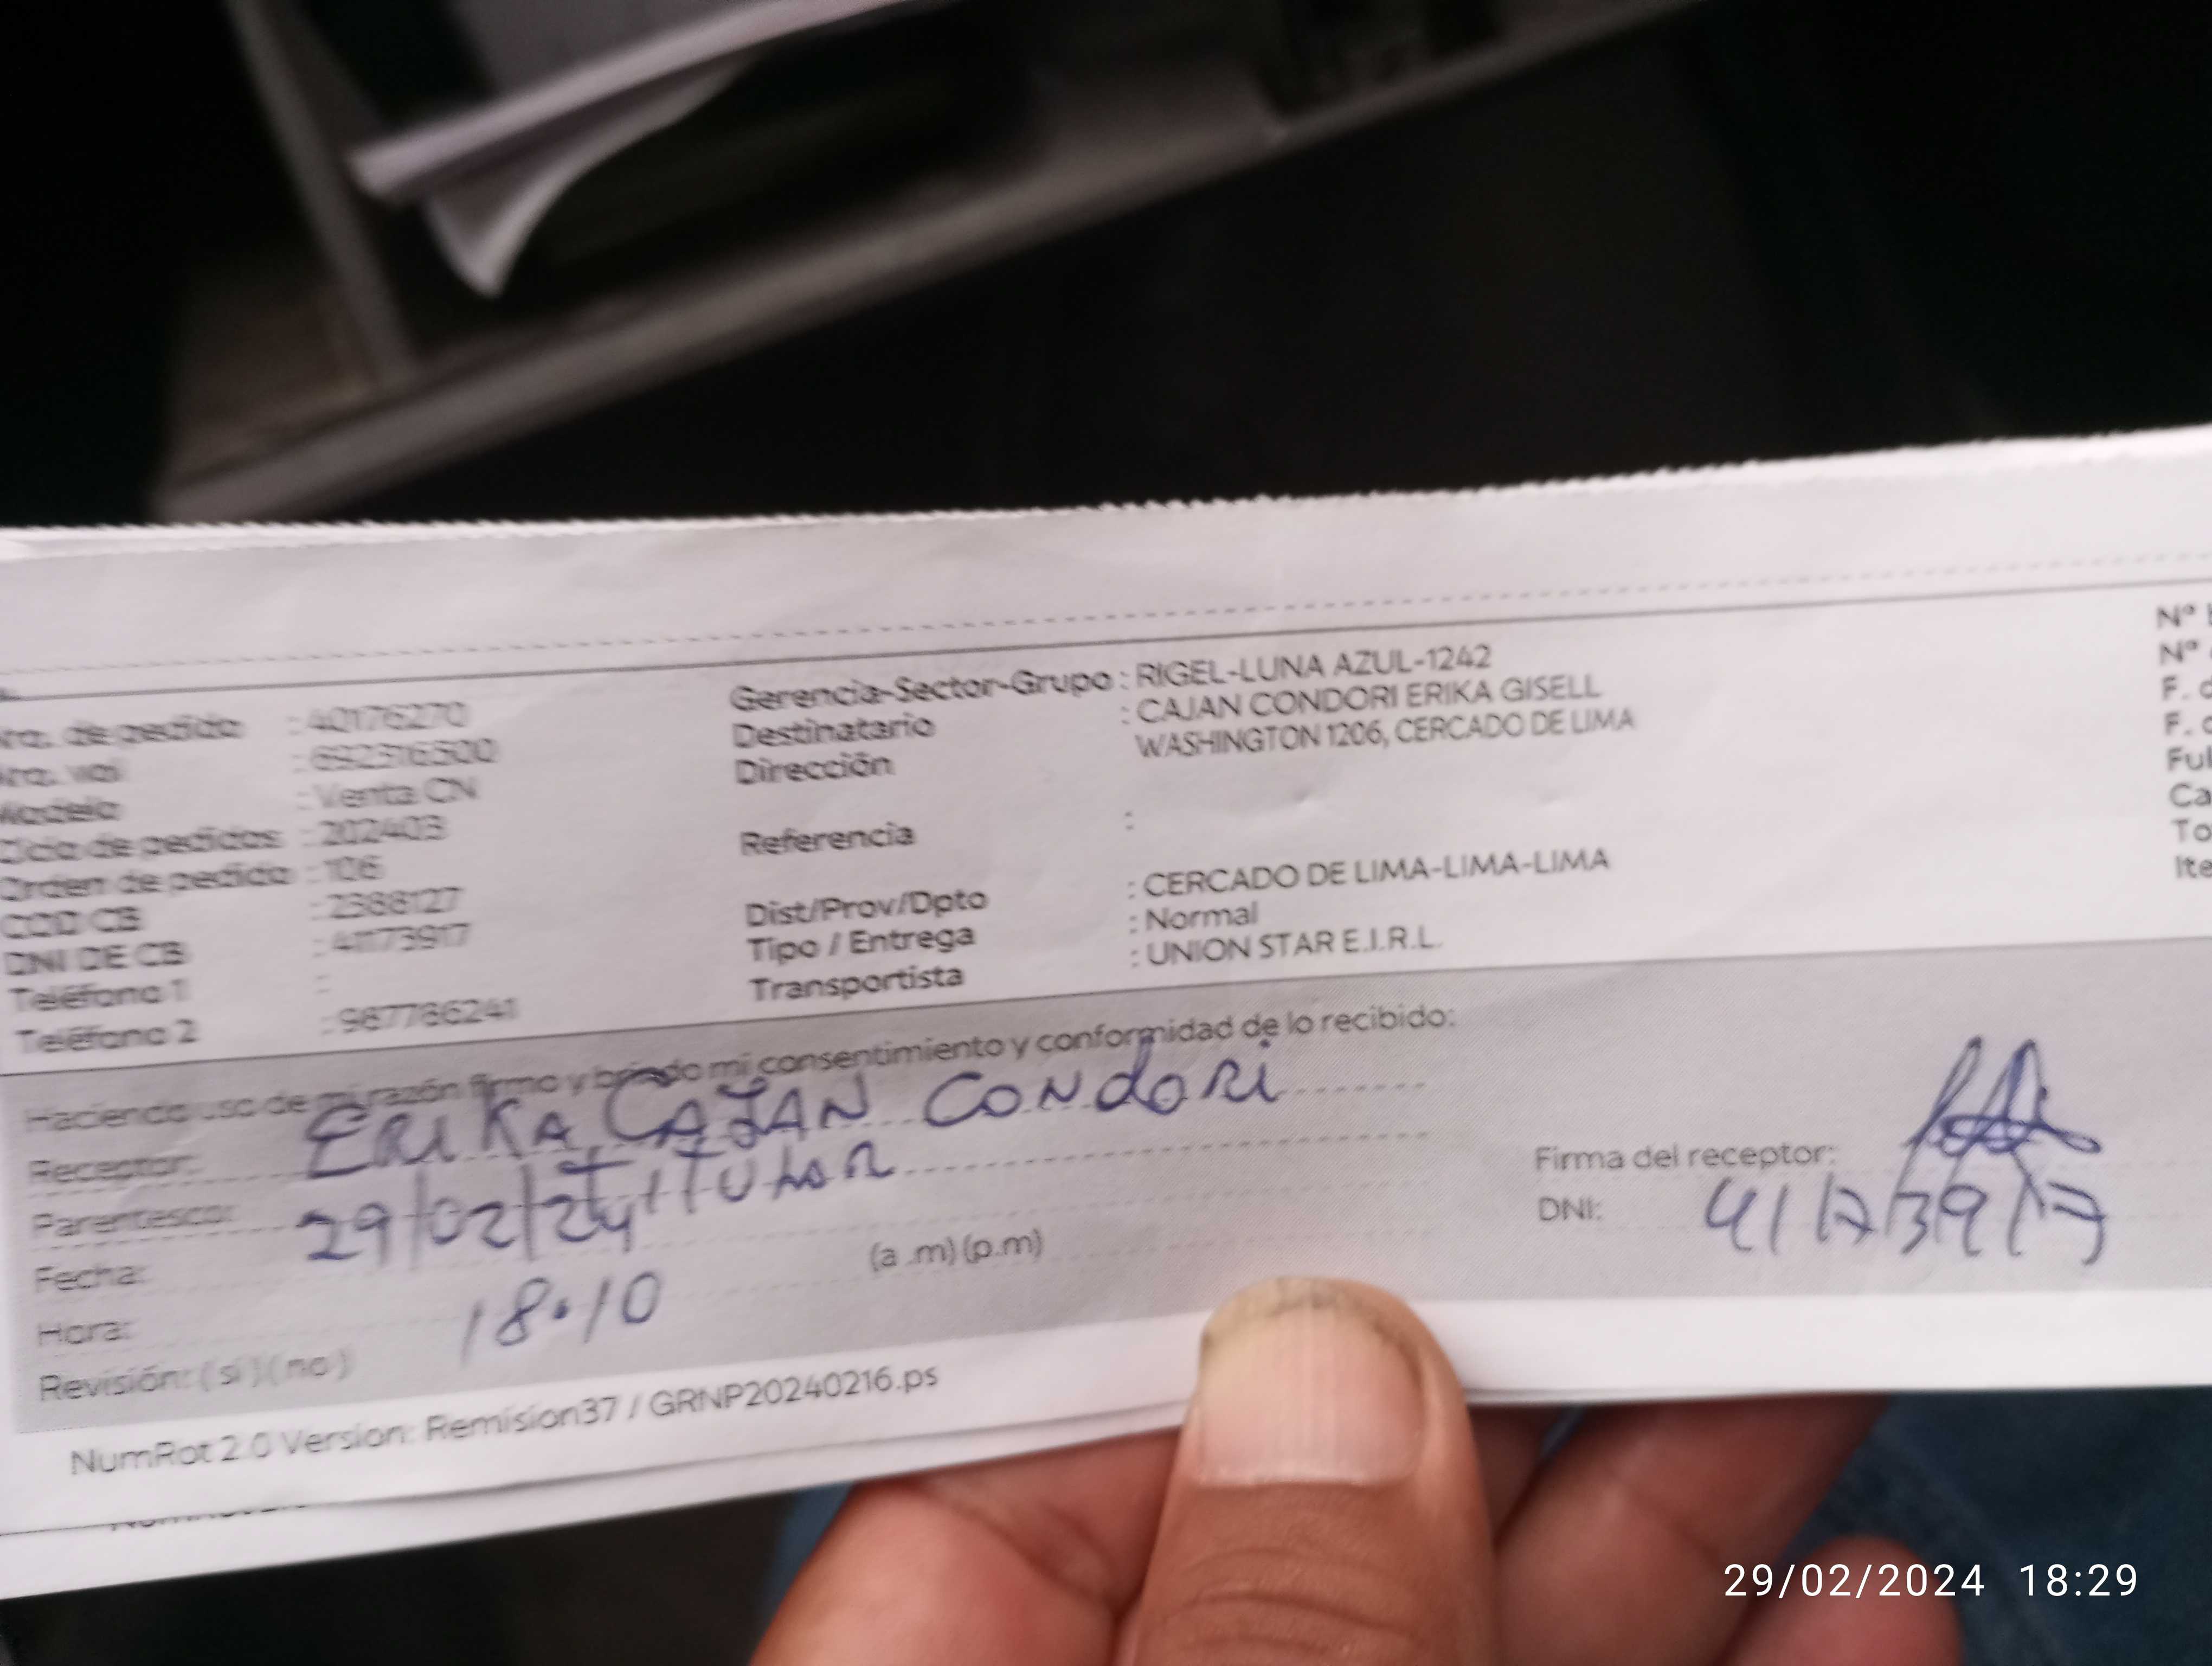 Nro. de pedido : 40176270
Nro. vol : 692316500
Modelo : Venta CN
Ciclo de pedidos : 202403
Orden de pedido : 106
COD CB : 2388127
DNI DE CB : 41173917
Teléfono 1 :
Teléfono 2 : 987786241
Gerencia-Sector-Grupo : RIGEL-LUNA AZUL-1242
Destinatario : CAJAN CONDORI ERIKA GISELL
Dirección WASHINGTON 1206, CERCADO DE LIMA
Referencia :
Dist/Prov/Dpto : CERCADO DE LIMA-LIMA-LIMA
Tipo / Entrega : Normal
Transportista : UNION STAR E.I.R.L.
Nº
Nº
F.
F.
Haciendo uso de mi razón firmo y brindo mi consentimiento y conformidad de lo recibido:
Receptor: ERIKA CAJAN CONDORI
Parentesco: TITULAR
Fecha: 29/02/24
Hora: 18:10 (a .m) (p.m)
Revisión: ( si ) ( no )
Firma del receptor:
DNI: 41173917
NumRot 2.0 Version: Remision37 / GRNP20240216.ps
29/02/2024 18:29